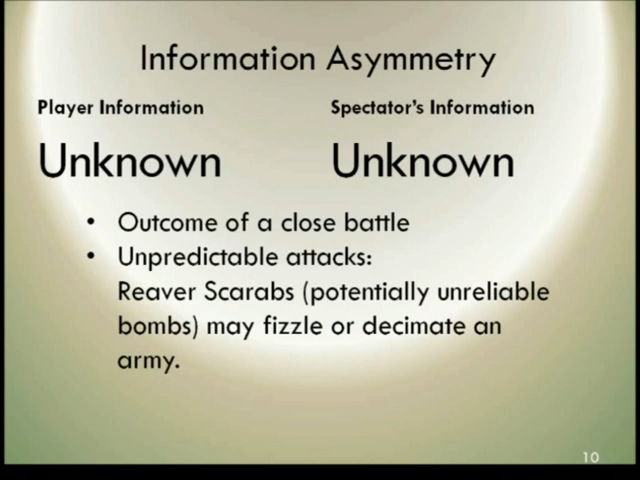 Information Asymmetry
Player Information
Spectator's Information
Unknown
Unknown
• Outcome of a close battle
• Unpredictable attacks:
Reaver Scarabs (potentially unreliable
bombs) may fizzle or decimate an
army.
10